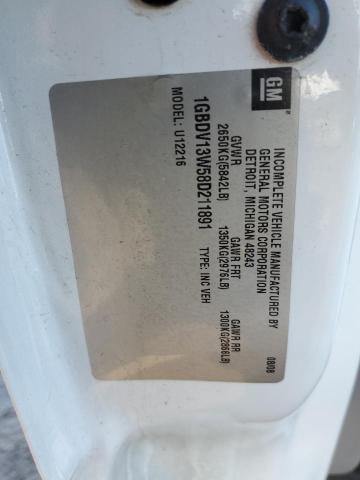 GM
INCOMPLETE VEHICLE MANUFACTURED BY
GENERAL MOTORS CORPORATION
DETROIT, MICHIGAN 48243
08/08
GVWR GAWR FRT GAWR RR
2650KG(5842LB) 1350KG(2976LB) 1300KG(2866LB)
1GBDV13W58D211891 TYPE: INC VEH
MODEL: U12216